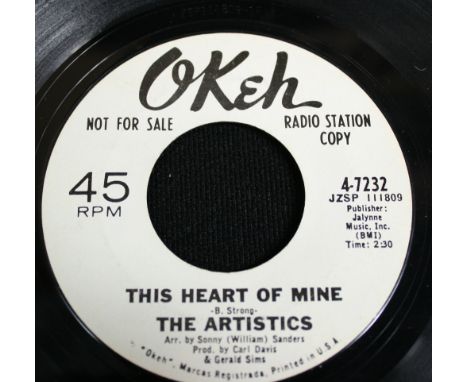 OKeh
NOT FOR SALE
RADIO STATION
COPY
45
RPM
4-7232
JZSP 111809
Publisher:
Jalynne
Music, Inc.
(BMI)
Time: 2:30
THIS HEART OF MINE
-B. Strong-
THE ARTISTICS
Arr. by Sonny (William) Sanders
Prod. by Carl Davis
& Gerald Sims
"Okeh", Marcas Registrada. Printed in U.S.A.